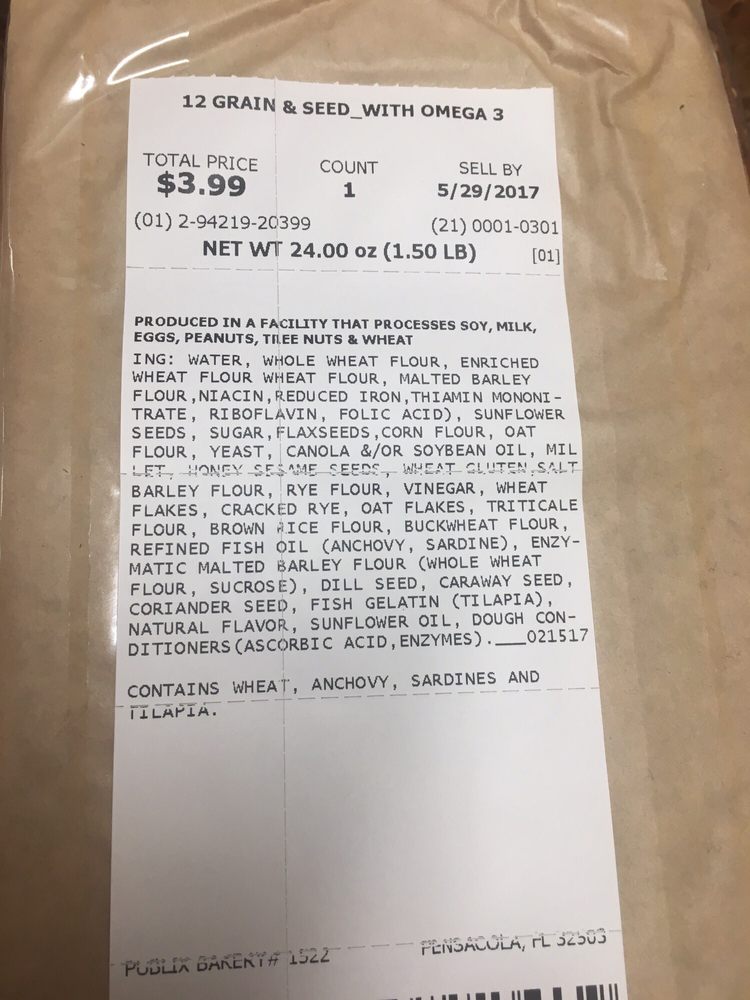 12 GRAIN & SEED_WITH OMEGA 3
TOTAL PRICE COUNT SELL BY
$3.99 1 5/29/2017
(01) 2-94219-20399 (21) 0001-0301
NET WT 24.00 oz (1.50 LB) [01]
PRODUCED IN A FACILITY THAT PROCESSES SOY, MILK,
EGGS, PEANUTS, TREE NUTS & WHEAT
ING: WATER, WHOLE WHEAT FLOUR, ENRICHED
WHEAT FLOUR WHEAT FLOUR, MALTED BARLEY
FLOUR,NIACIN,REDUCED IRON,THIAMIN MONONI-
TRATE, RIBOFLAVIN, FOLIC ACID), SUNFLOWER
SEEDS, SUGAR,FLAXSEEDS,CORN FLOUR, OAT
FLOUR, YEAST, CANOLA &/OR SOYBEAN OIL, MIL
LET, HONEY SESAME SEEDS, WHEAT GLUTEN,SALT
BARLEY FLOUR, RYE FLOUR, VINEGAR, WHEAT
FLAKES, CRACKED RYE, OAT FLAKES, TRITICALE
FLOUR, BROWN RICE FLOUR, BUCKWHEAT FLOUR,
REFINED FISH OIL (ANCHOVY, SARDINE), ENZY-
MATIC MALTED BARLEY FLOUR (WHOLE WHEAT
FLOUR, SUCROSE), DILL SEED, CARAWAY SEED,
CORIANDER SEED, FISH GELATIN (TILAPIA),
NATURAL FLAVOR, SUNFLOWER OIL, DOUGH CON-
DITIONERS(ASCORBIC ACID,ENZYMES).___021517
CONTAINS WHEAT, ANCHOVY, SARDINES AND
TILAPIA.
PUBLIX BAKERY# 1522 PENSACOLA, FL 32503